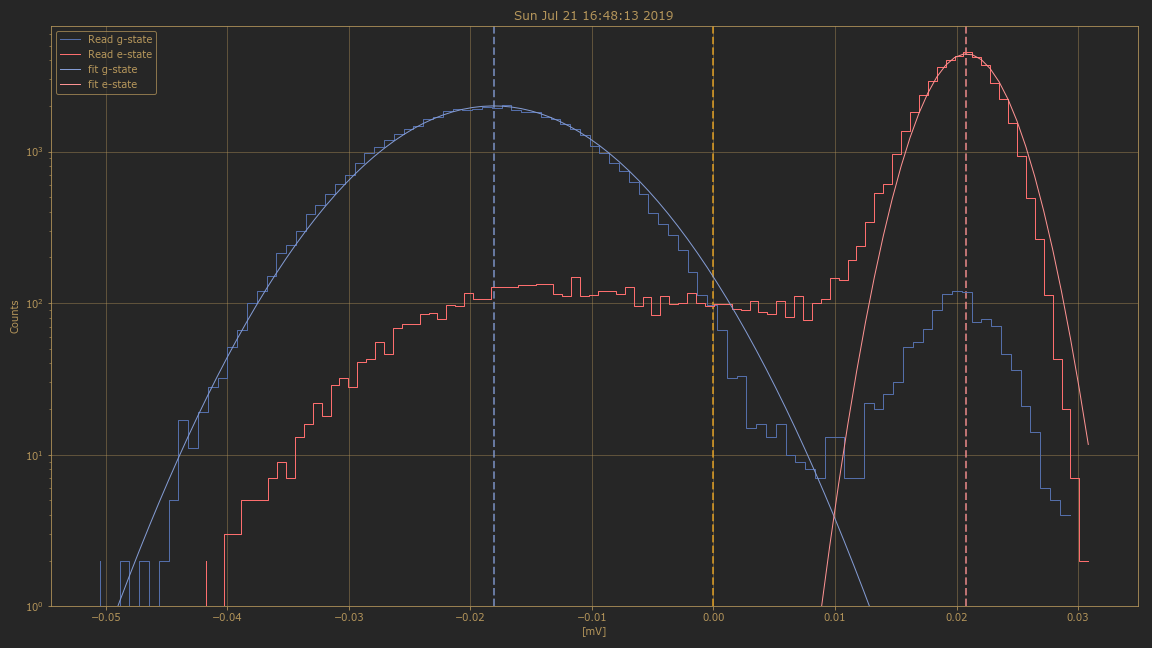 Sun Jul 21 16:48:13 2019
Read g-state
Read e-state
fit g-state
fit e-state
Counts
10³
10²
10¹
10⁰
−0.05 −0.04 −0.03 −0.02 −0.01 0.00 0.01 0.02 0.03
[mV]